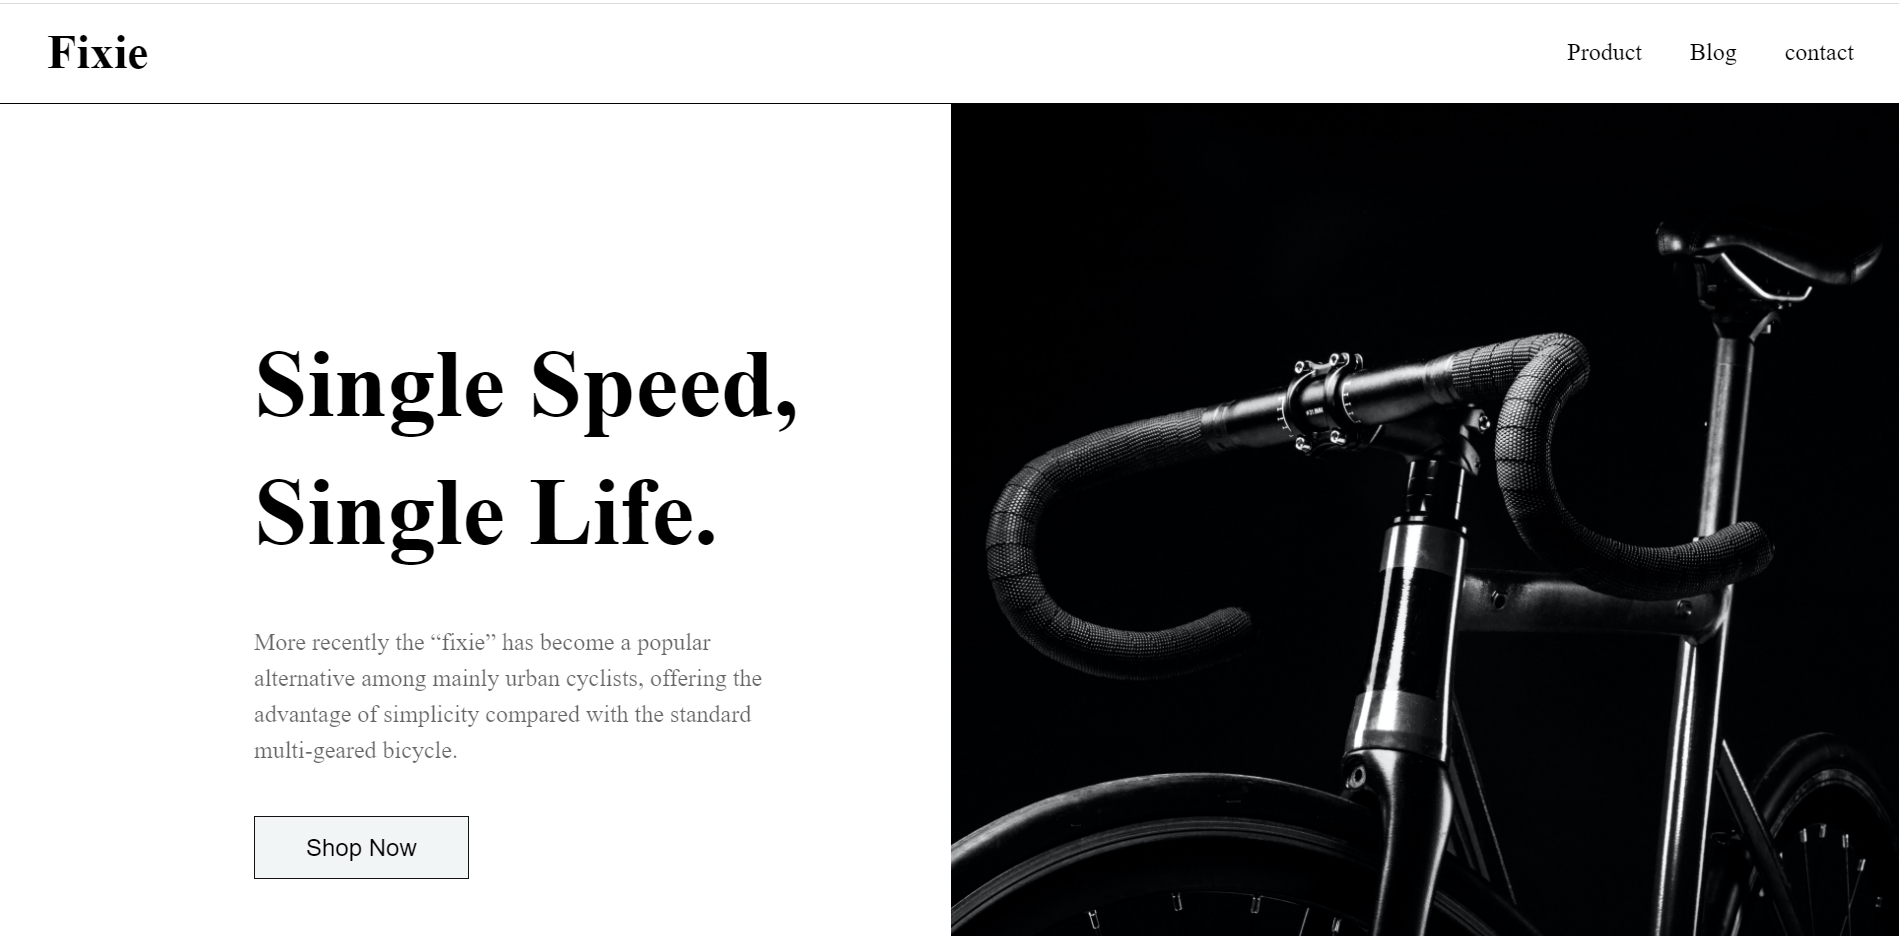 Fixie
Product
Blog
contact
Single Speed,
Single Life.
More recently the “fixie” has become a popular
alternative among mainly urban cyclists, offering the
advantage of simplicity compared with the standard
multi-geared bicycle.
Shop Now